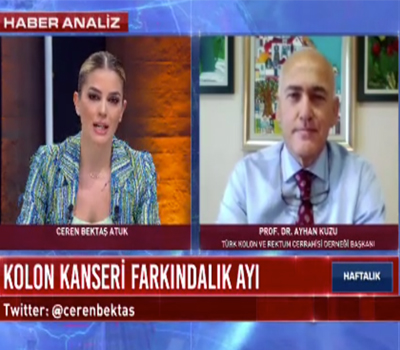 HABER ANALİZ
CEREN BEKTAŞ ATUK
PROF. DR. AYHAN KUZU
TÜRK KOLON VE REKTUM CERRAHİSİ DERNEĞİ BAŞKANI
KOLON KANSERİ FARKINDALIK AYI
HAFTALIK
Twitter: @cerenbektas